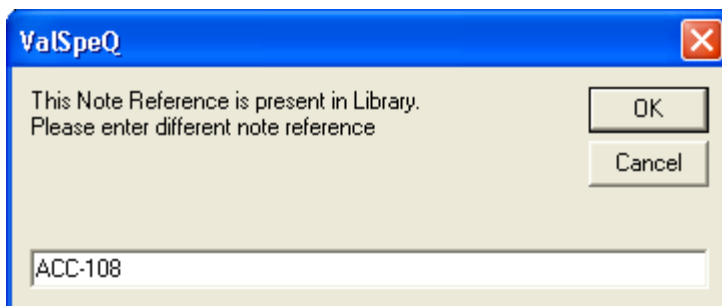 ValSpeQ
This Note Reference is present in Library.
Please enter different note reference
OK
Cancel
ACC-108